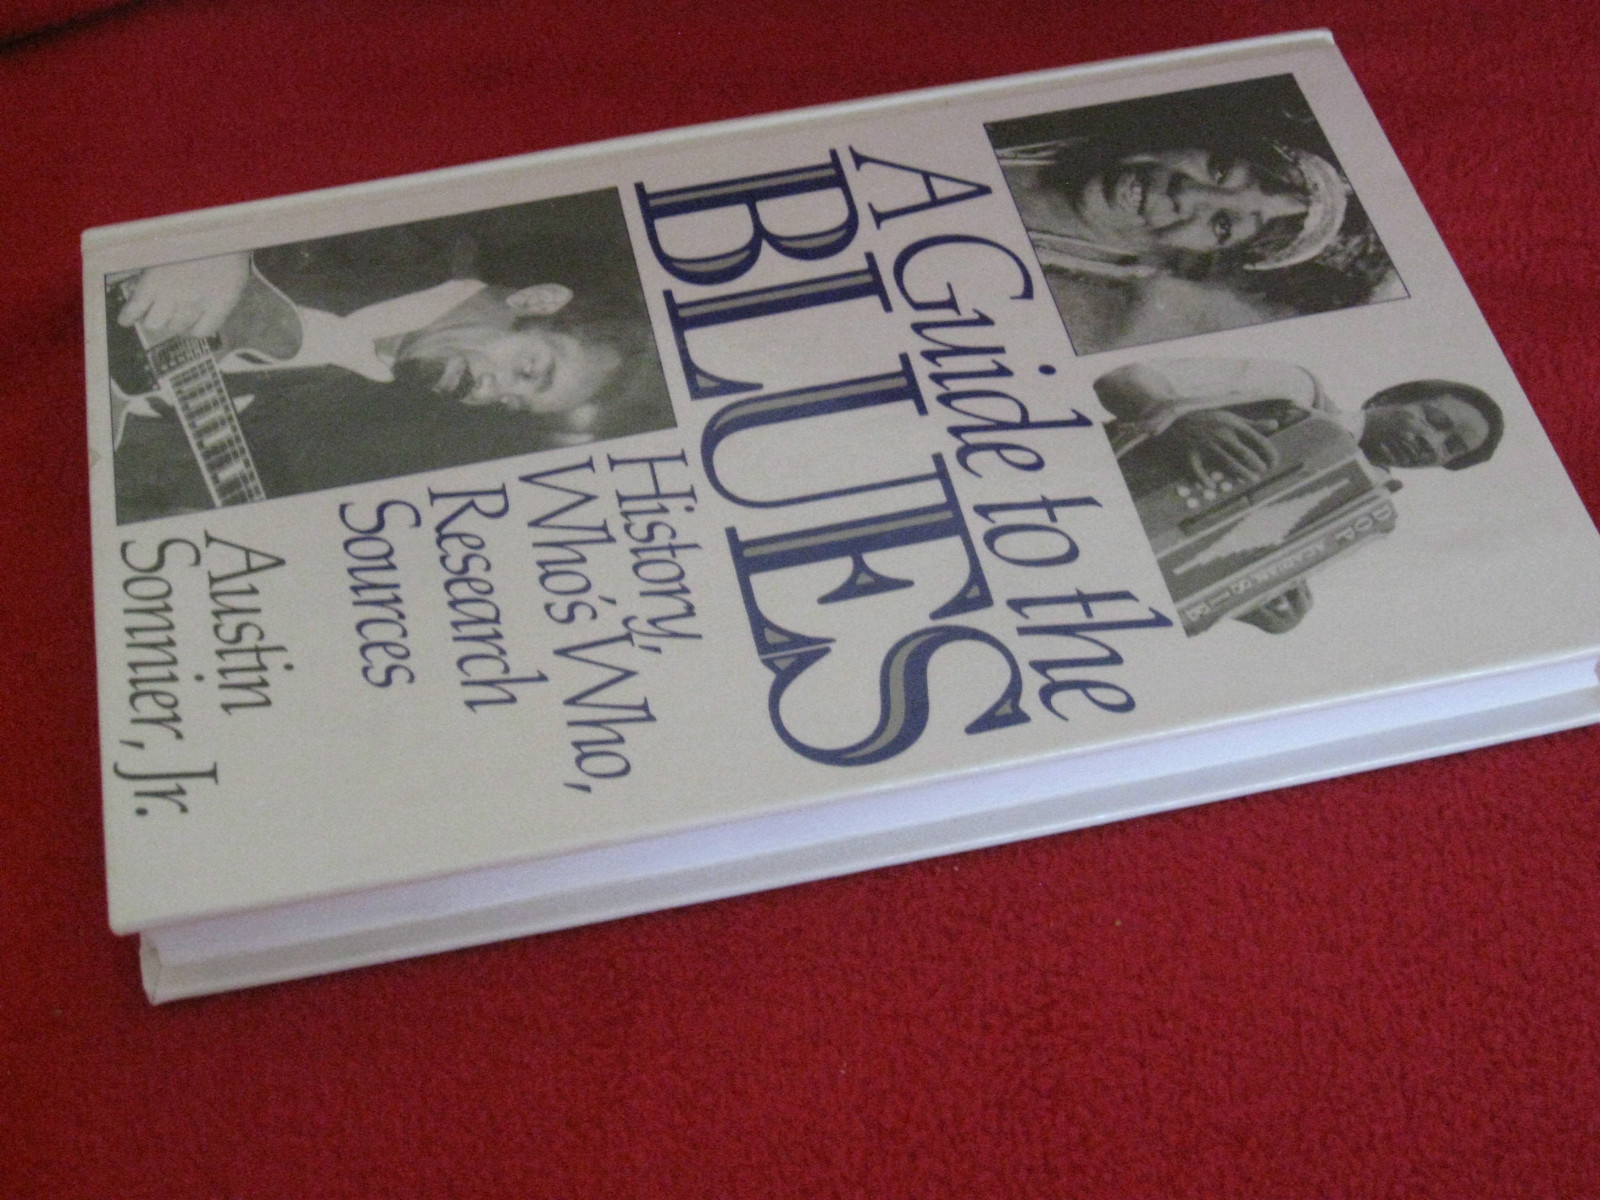 A Guide to the
BLUES
History,
Who's Who,
Research
Sources
Austin
Sonnier, Jr.